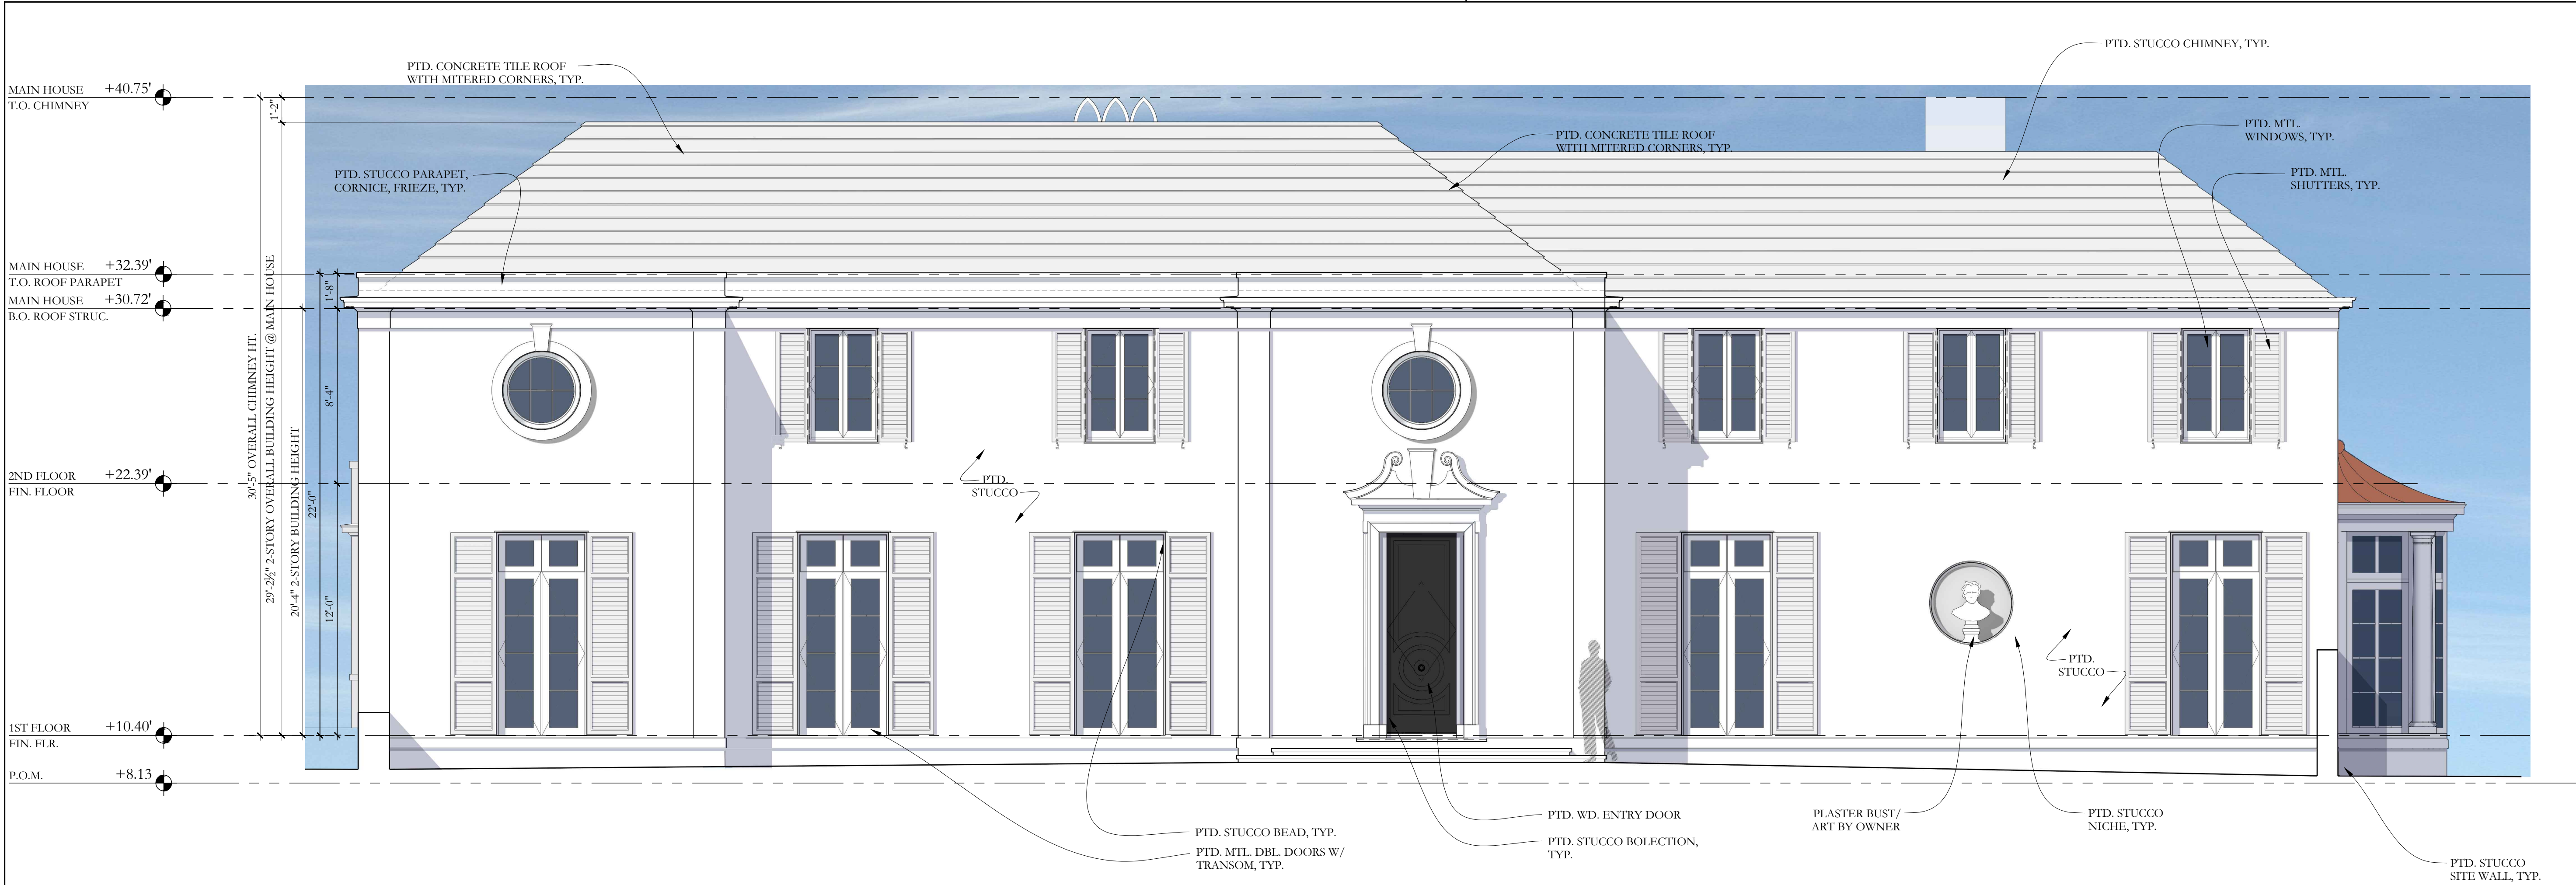 PTD. STUCCO CHIMNEY, TYP.
PTD. CONCRETE TILE ROOF
WITH MITERED CORNERS, TYP.
MAIN HOUSE +40.75'
T.O. CHIMNEY
1'-2"
PTD. MTL.
WINDOWS, TYP.
PTD. CONCRETE TILE ROOF
WITH MITERED CORNERS, TYP.
PTD. STUCCO PARAPET,
CORNICE, FRIEZE, TYP.
PTD. MTL.
SHUTTERS, TYP.
MAIN HOUSE +32.39'
T.O. ROOF PARAPET
MAIN HOUSE +30.72'
B.O. ROOF STRUC.
1'-8"
30'-5" OVERALL CHIMNEY HT.
29'-2½" 2-STORY OVERALL BUILDING HEIGHT @ MAIN HOUSE
20'-4" 2-STORY BUILDING HEIGHT
22'-0"
8'-4"
12'-0"
2ND FLOOR +22.39'
FIN. FLOOR
PTD.
STUCCO
PTD.
STUCCO
1ST FLOOR +10.40'
FIN. FLR.
P.O.M. +8.13
PTD. STUCCO BEAD, TYP.
PTD. MTL. DBL. DOORS W/
TRANSOM, TYP.
PTD. WD. ENTRY DOOR
PTD. STUCCO BOLECTION,
TYP.
PLASTER BUST/
ART BY OWNER
PTD. STUCCO
NICHE, TYP.
PTD. STUCCO
SITE WALL, TYP.